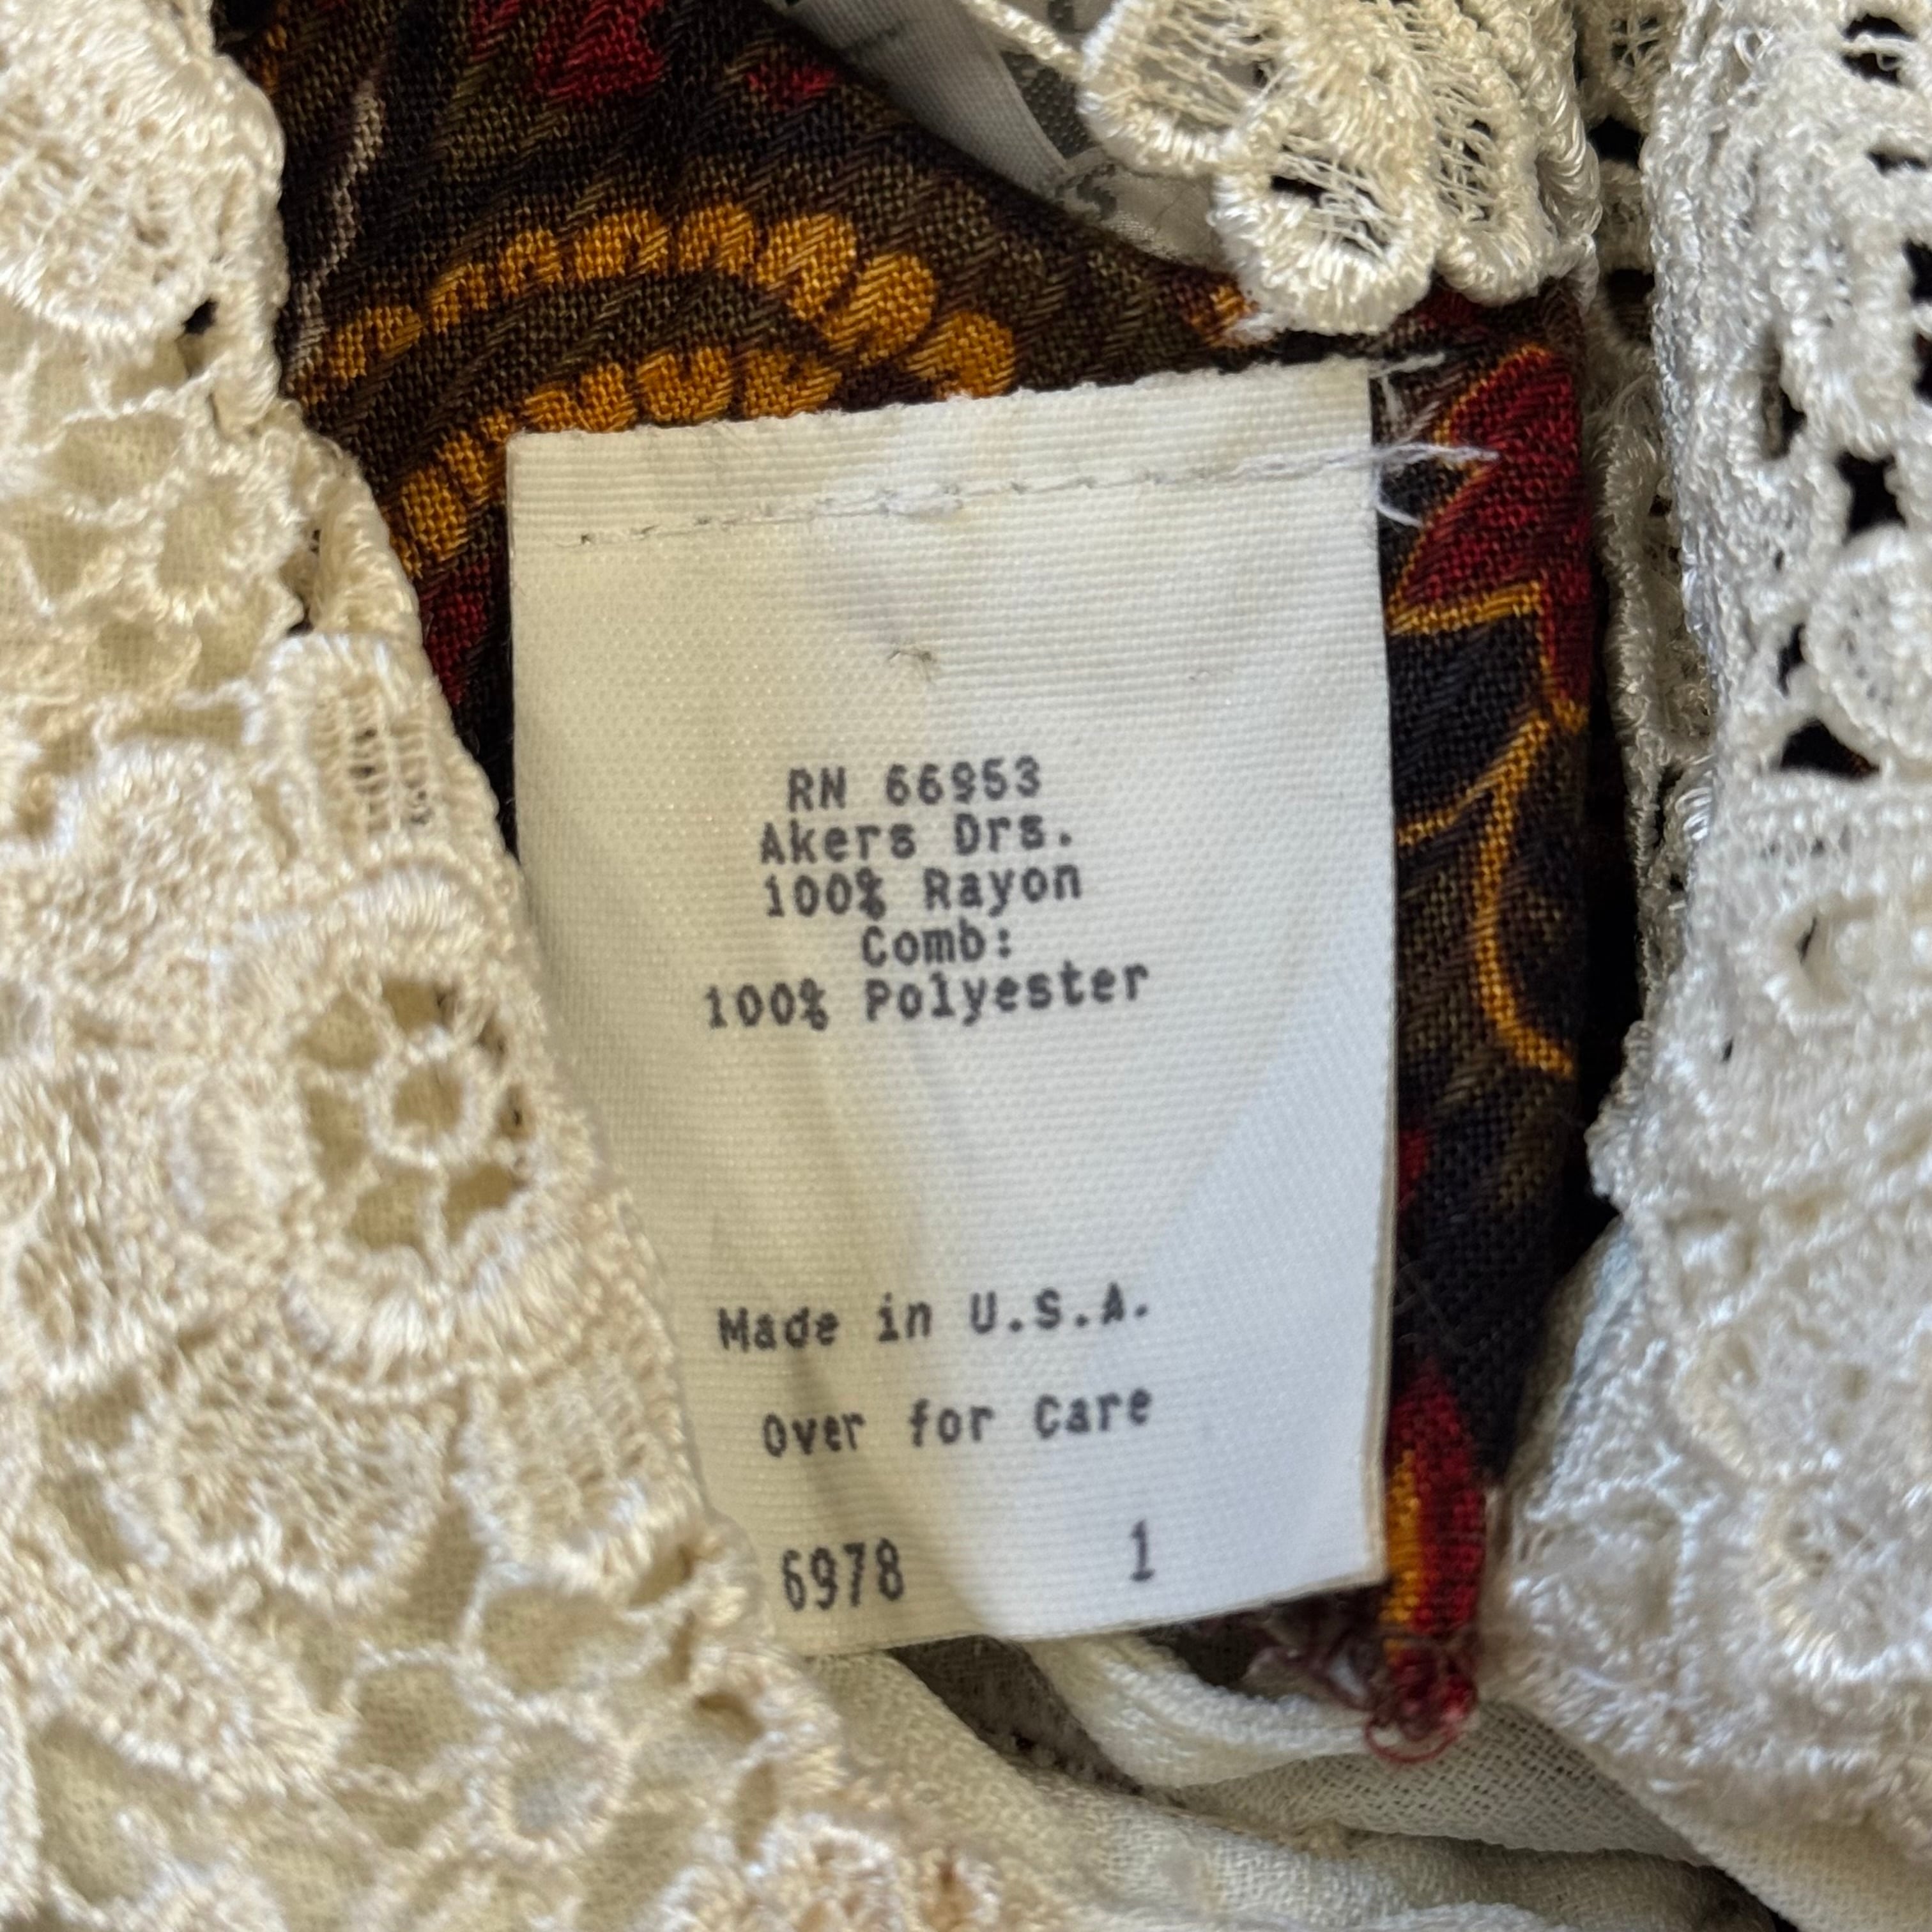 RN 66953
Akers Drs.
100% Rayon
Comb:
100% Polyester
Made in U.S.A.
Over for Care
6978 1